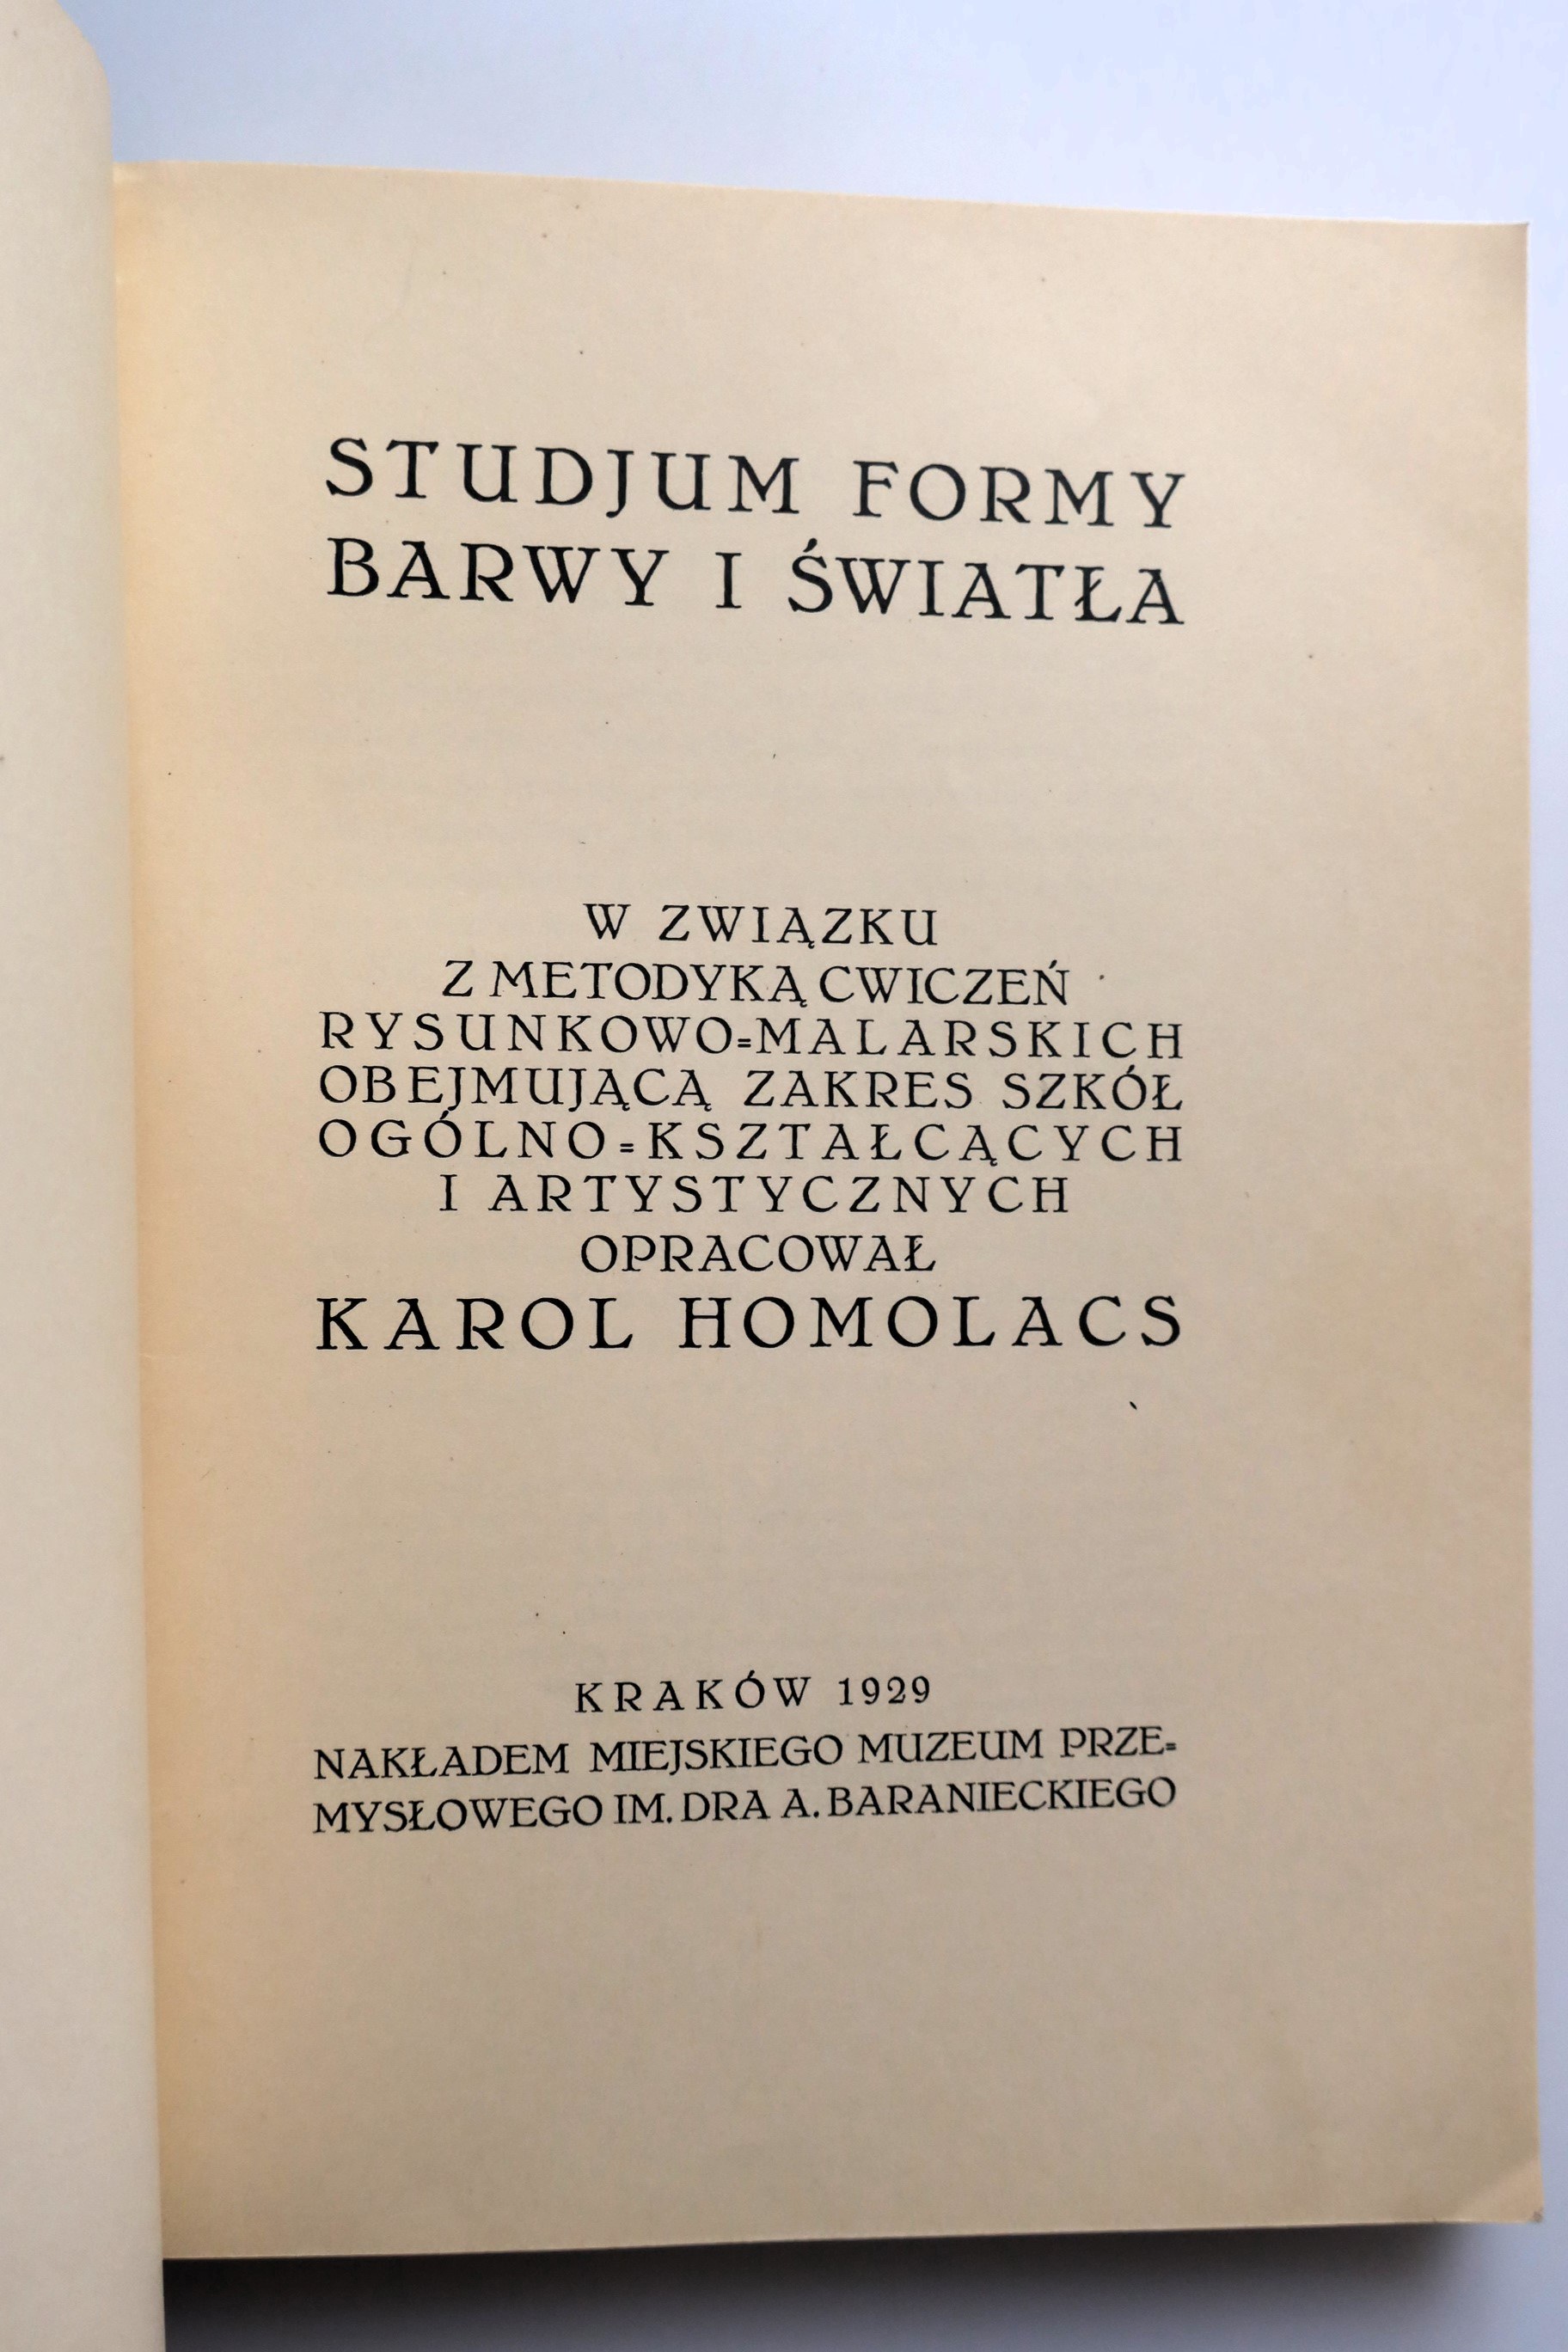 STUDJUM FORMY
BARWY I ŚWIATŁA
W ZWIĄZKU
Z METODYKĄ CWICZEŃ
RYSUNKOWO=MALARSKICH
OBEJMUJĄCĄ ZAKRES SZKÓŁ
OGÓLNO=KSZTAŁCĄCYCH
I ARTYSTYCZNYCH
OPRACOWAŁ
KAROL HOMOLACS
KRAKÓW 1929
NAKŁADEM MIEJSKIEGO MUZEUM PRZE=
MYSŁOWEGO IM. DRA A. BARANIECKIEGO